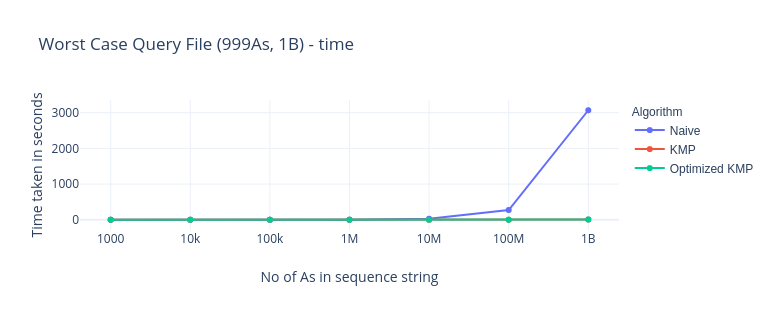 Worst Case Query File (999As, 1B) - time
Time taken in seconds
3000
2000
1000
0
1000 10k 100k 1M 10M 100M 1B
No of As in sequence string
Algorithm
Naive
KMP
Optimized KMP